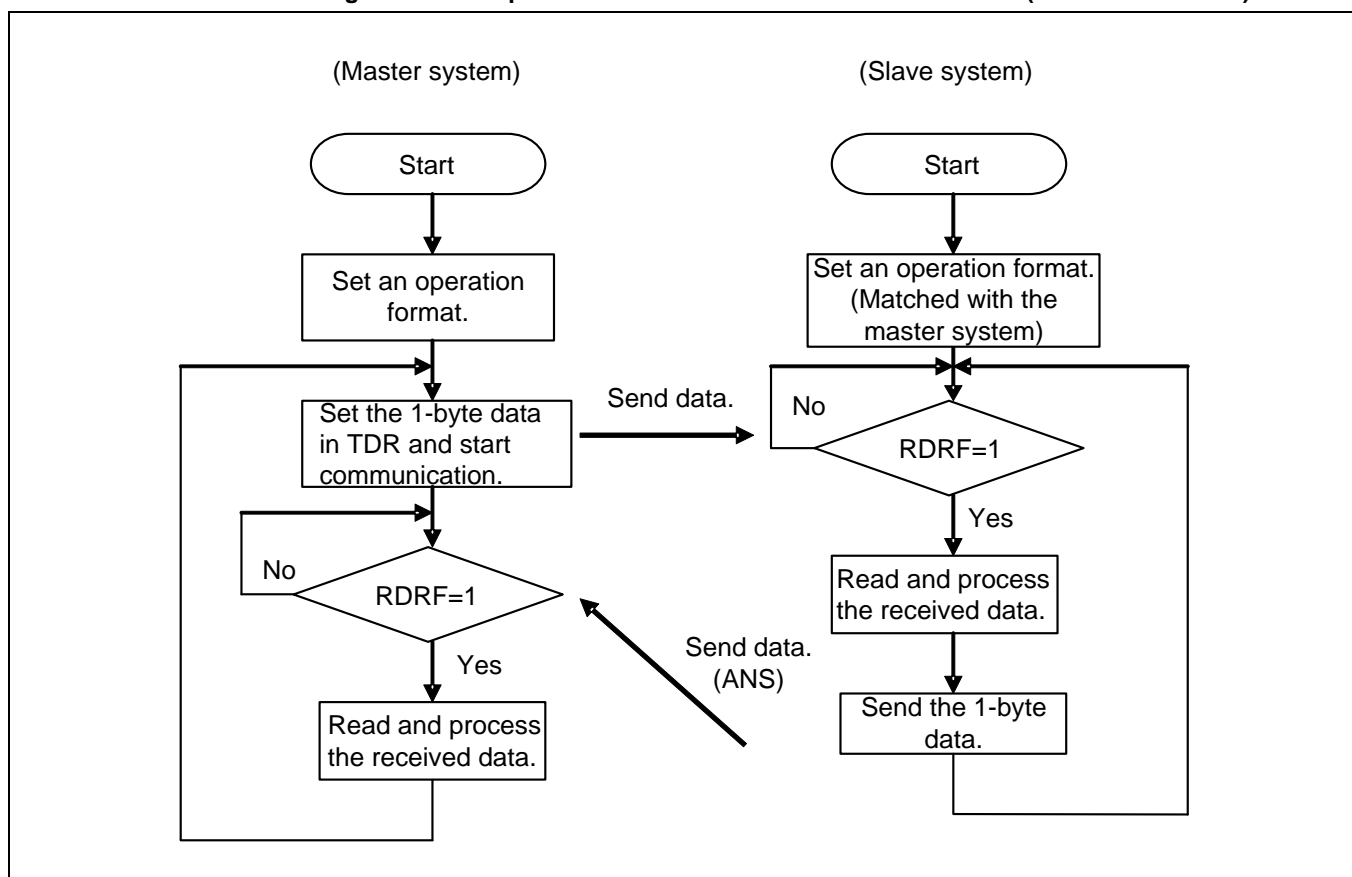 (Master system)
(Slave system)
Start
Start
Set an operation
format.
Set an operation format.
(Matched with the
master system)
Set the 1-byte data
in TDR and start
communication.
Send data.
No
RDRF=1
Yes
No
RDRF=1
Yes
Read and process
the received data.
Send data.
(ANS)
Read and process
the received data.
Send the 1-byte
data.